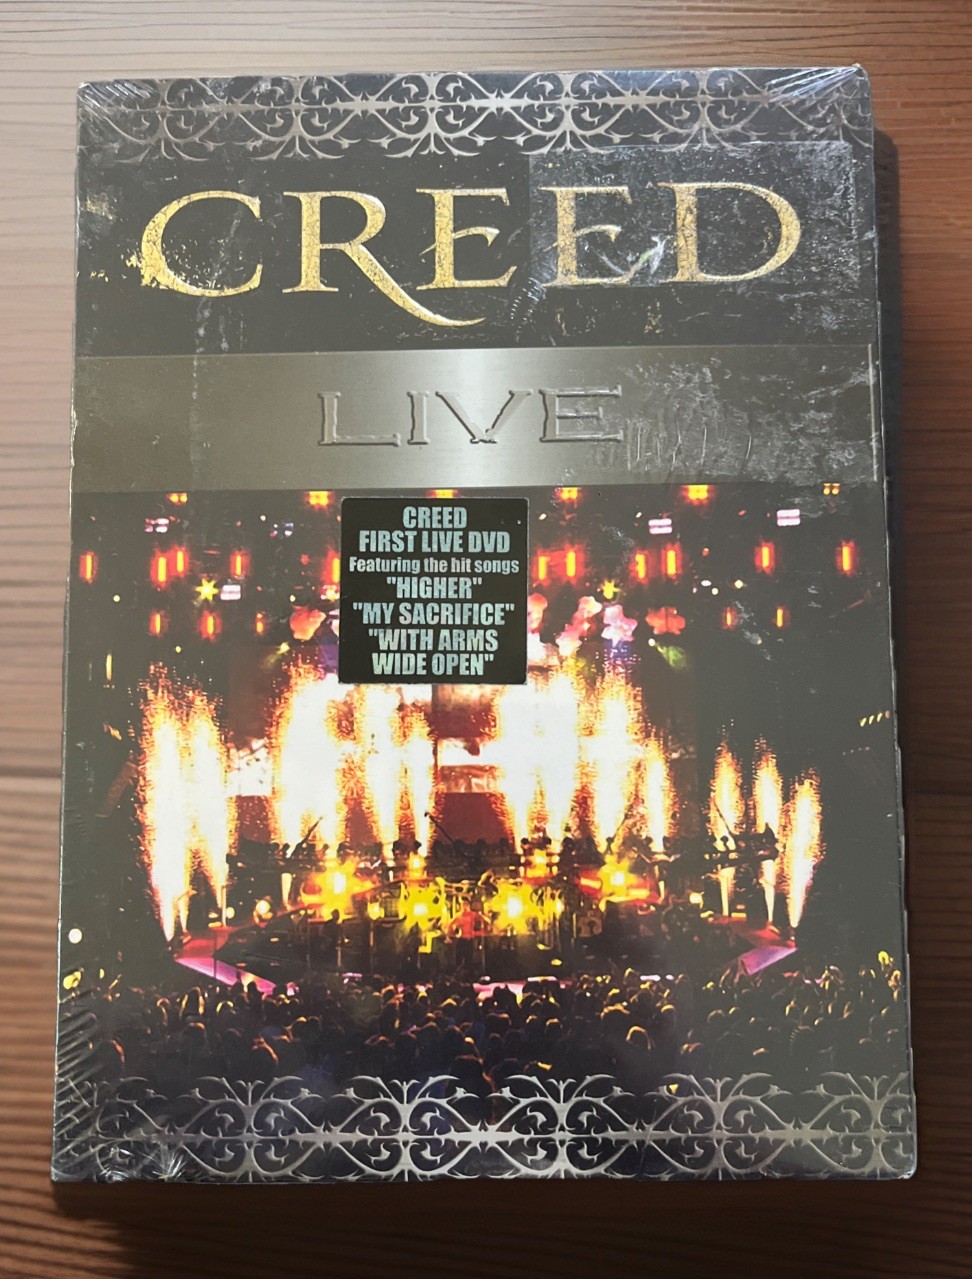 CREED
LIVE
CREED
FIRST LIVE DVD
Featuring the hit songs
"HIGHER"
"MY SACRIFICE"
"WITH ARMS
WIDE OPEN"